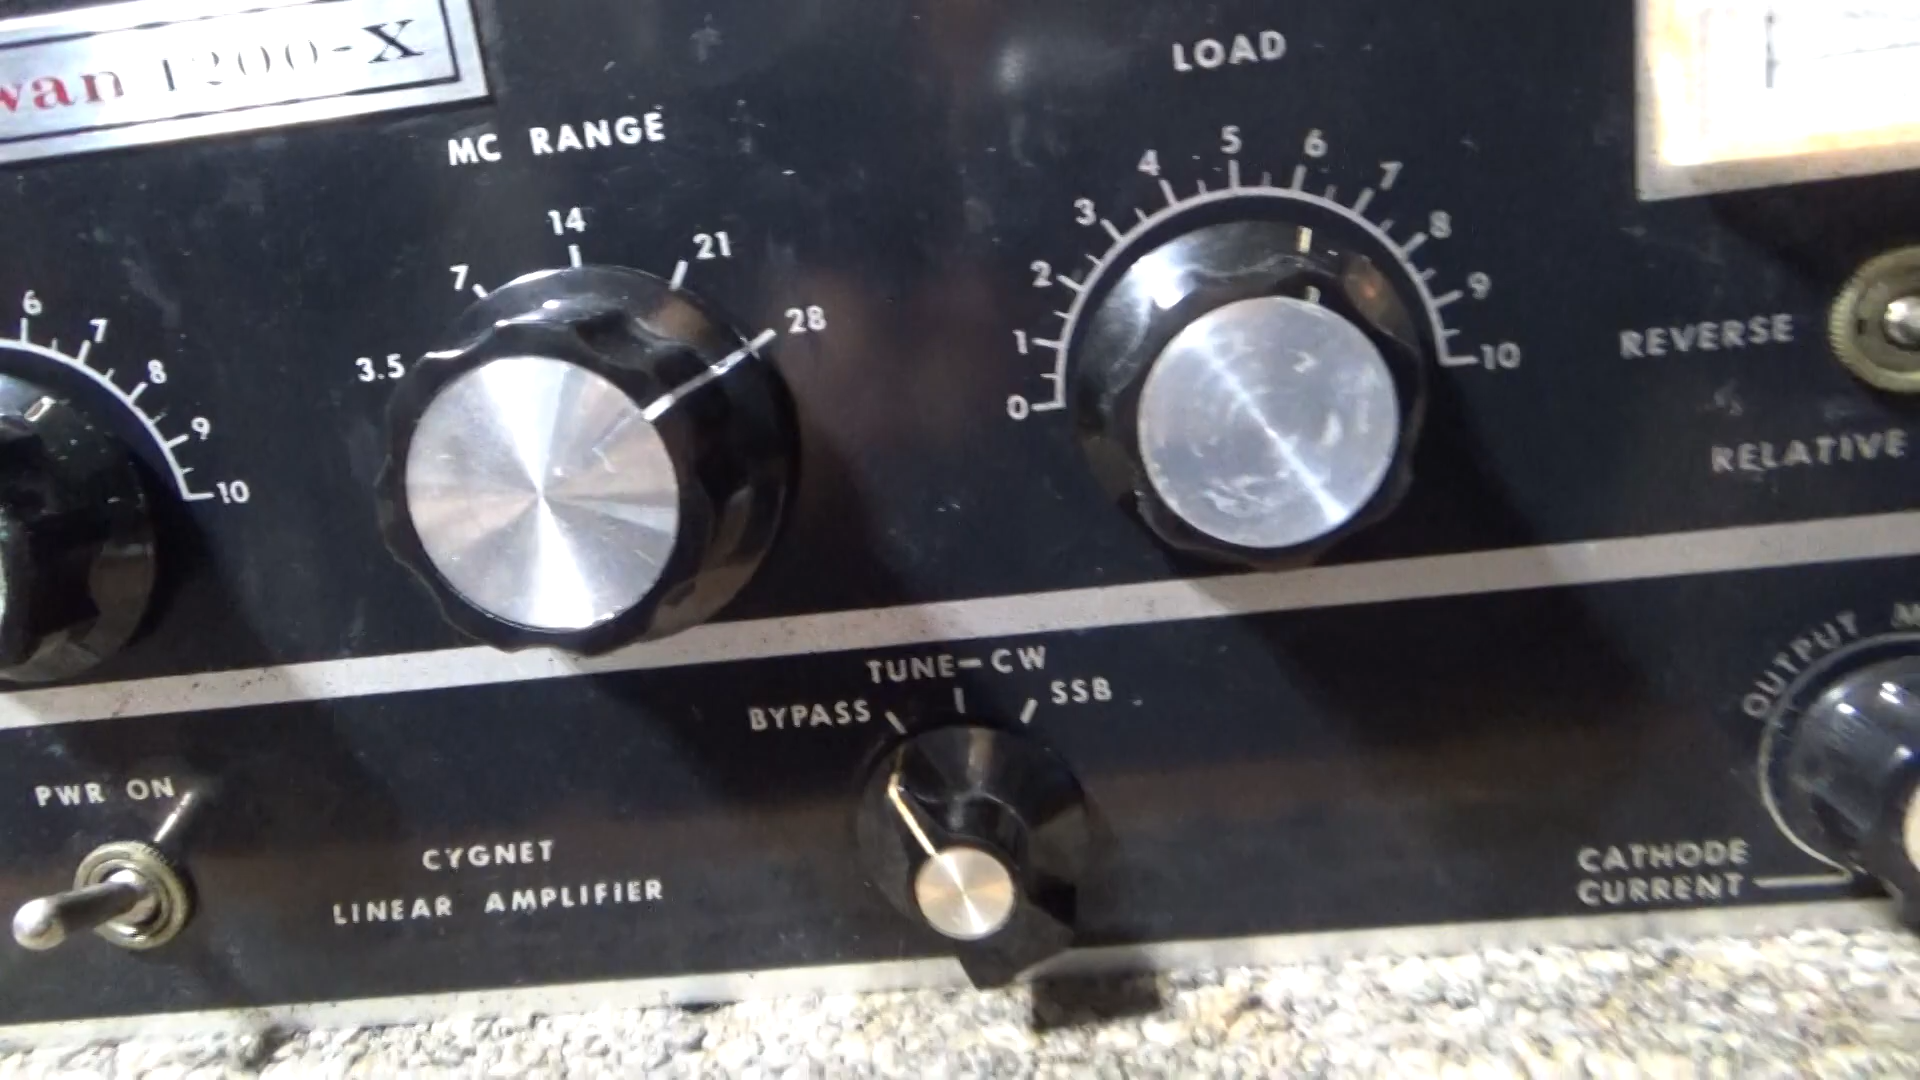 wan 1200-X
MC RANGE
3.5 7 14 21 28
LOAD
0 1 2 3 4 5 6 7 8 9 10
6 7 8 9 10
REVERSE
RELATIVE
TUNE-CW
BYPASS
SSB
PWR ON
CYGNET
LINEAR AMPLIFIER
OUTPUT
CATHODE
CURRENT